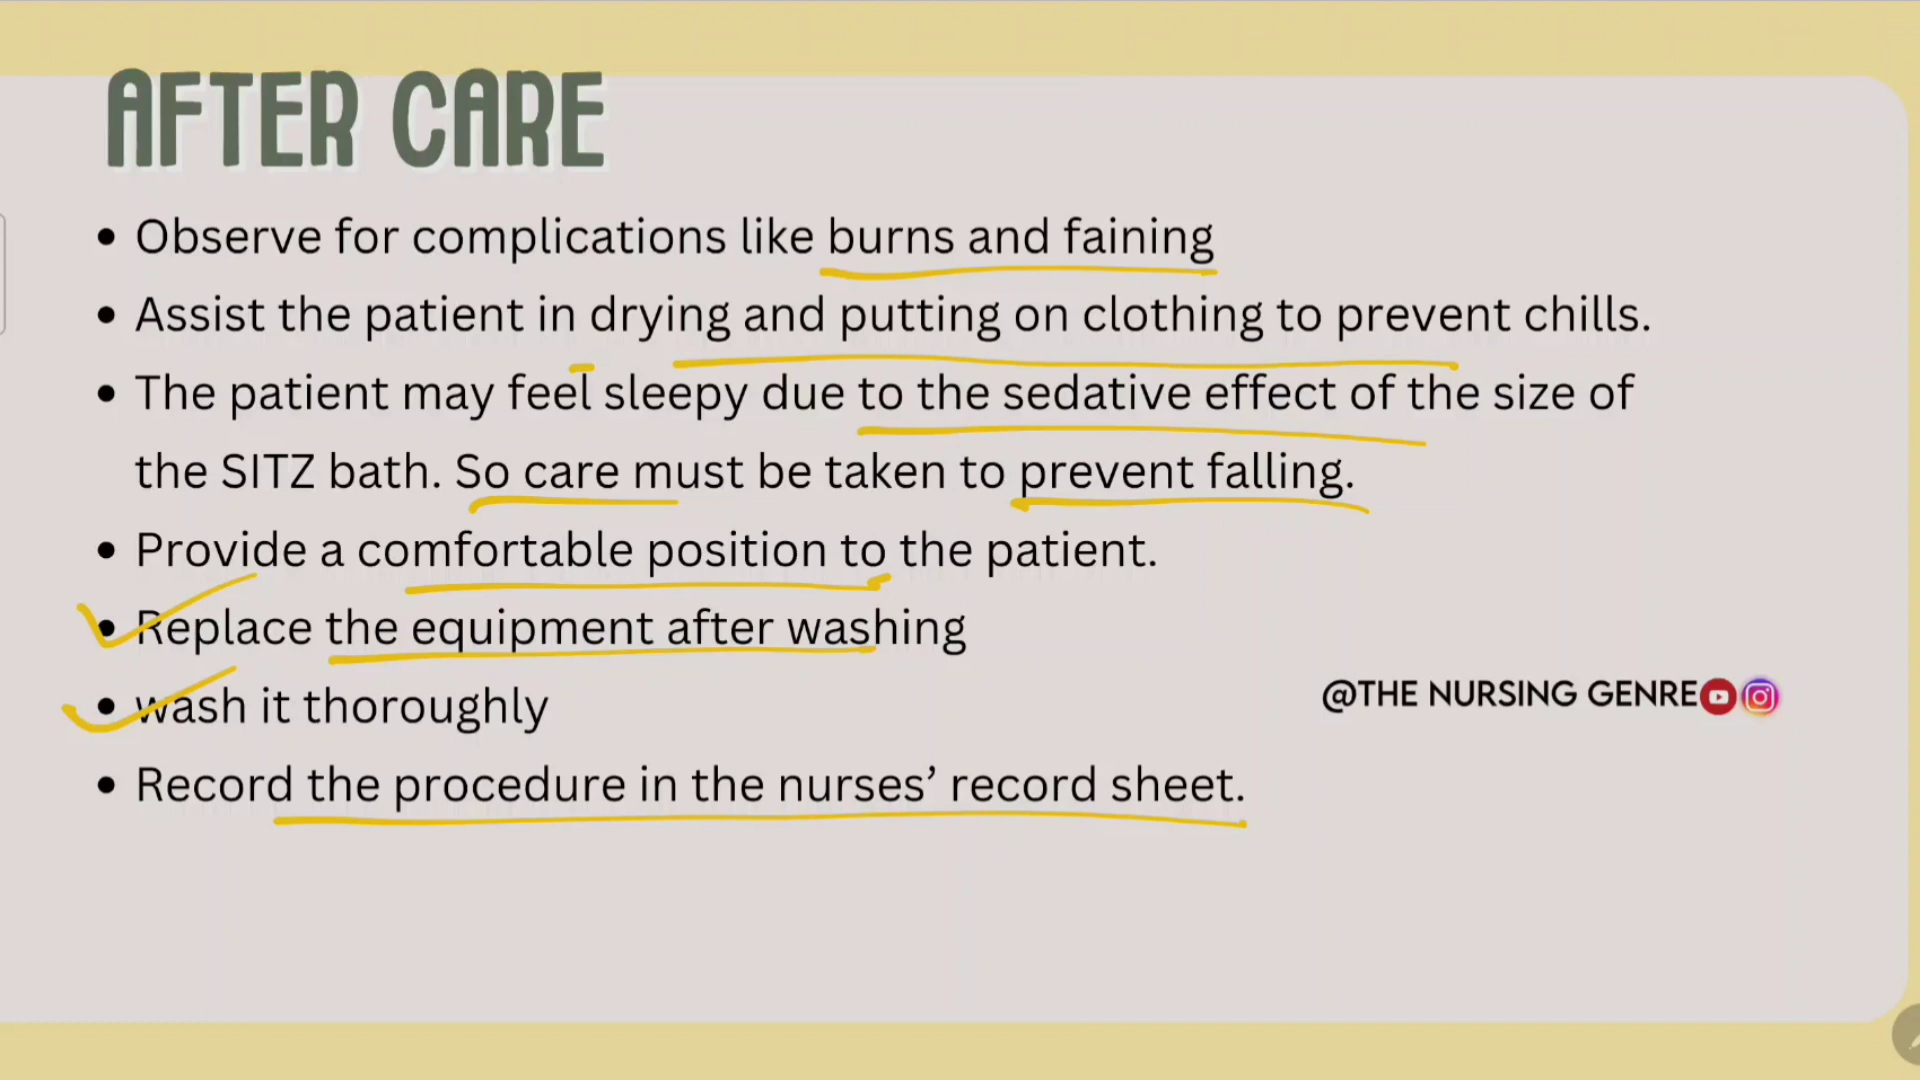 AFTER CARE
• Observe for complications like burns and faining
• Assist the patient in drying and putting on clothing to prevent chills.
• The patient may feel sleepy due to the sedative effect of the size of
the SITZ bath. So care must be taken to prevent falling.
• Provide a comfortable position to the patient.
• Replace the equipment after washing
• wash it thoroughly
@THE NURSING GENRE
• Record the procedure in the nurses’ record sheet.